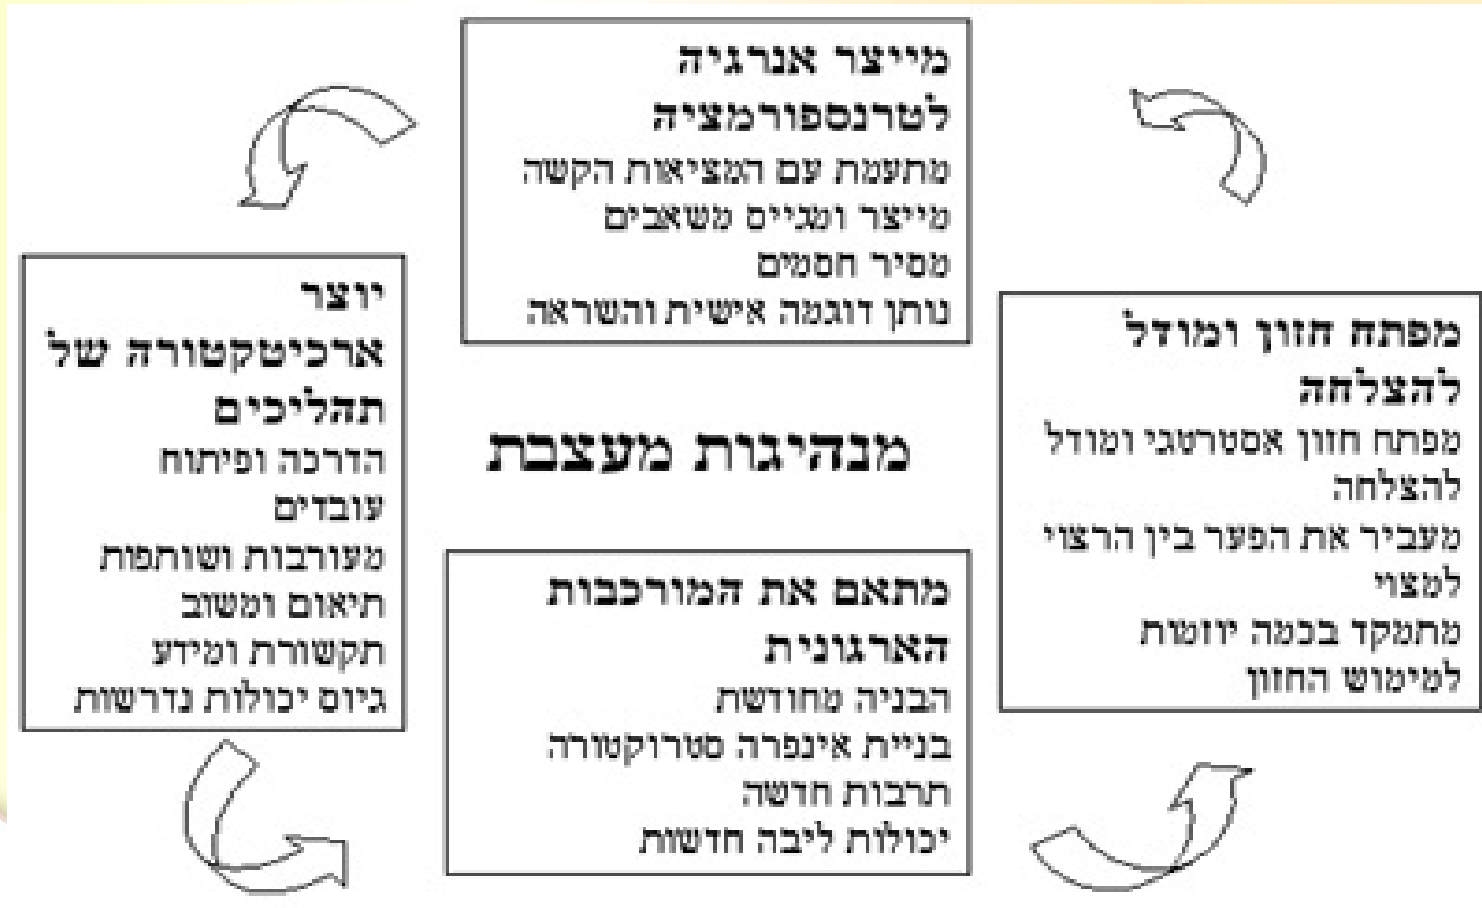 מייצר אנרגיה
לטרנספורמציה
מתעמת עם המציאות הקשה
מייצר ומגייס משאבים
מסיר חסמים
נותן דוגמה אישית והשראה
מפתח חזון ומודל
להצלחה
מפתח חזון אסטרטגי ומודל
להצלחה
מעביר את הפער בין הרצוי
למצוי
מתמקד בכמה יוזמות
למימוש החזון
מנהיגות מעצבת
יוצר
ארכיטקטורה של
תהליכים
הדרכה ופיתוח
עובדים
מעורבות ושותפות
תיאום ומשוב
תקשורת ומידע
גיוס יכולות נדרשות
מתאם את המורכבות
הארגונית
הבניה מחודשת
בניית אינפרה סטרוקטורה
תרבות חדשה
יכולות ליבה חדשות